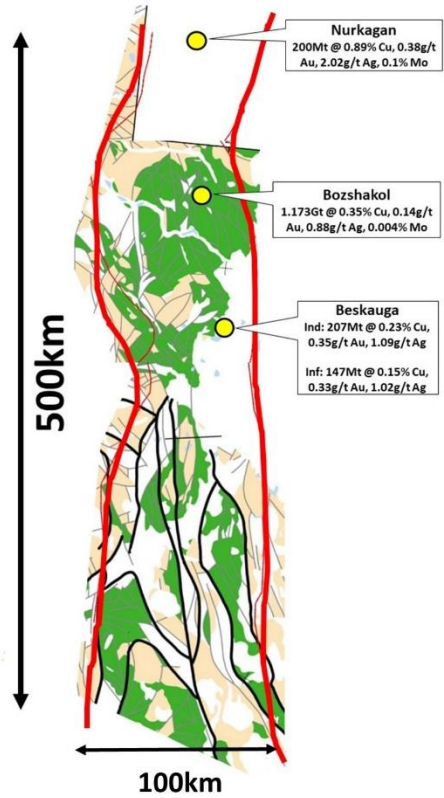 Nurkagan
200Mt @ 0.89% Cu, 0.38g/t
Au, 2.02g/t Ag, 0.1% Mo
Bozshakol
1.173Gt @ 0.35% Cu, 0.14g/t
Au, 0.88g/t Ag, 0.004% Mo
Beskauga
Ind: 207Mt @ 0.23% Cu,
0.35g/t Au, 1.09g/t Ag
Inf: 147Mt @ 0.15% Cu,
0.33g/t Au, 1.02g/t Ag
500km
100km